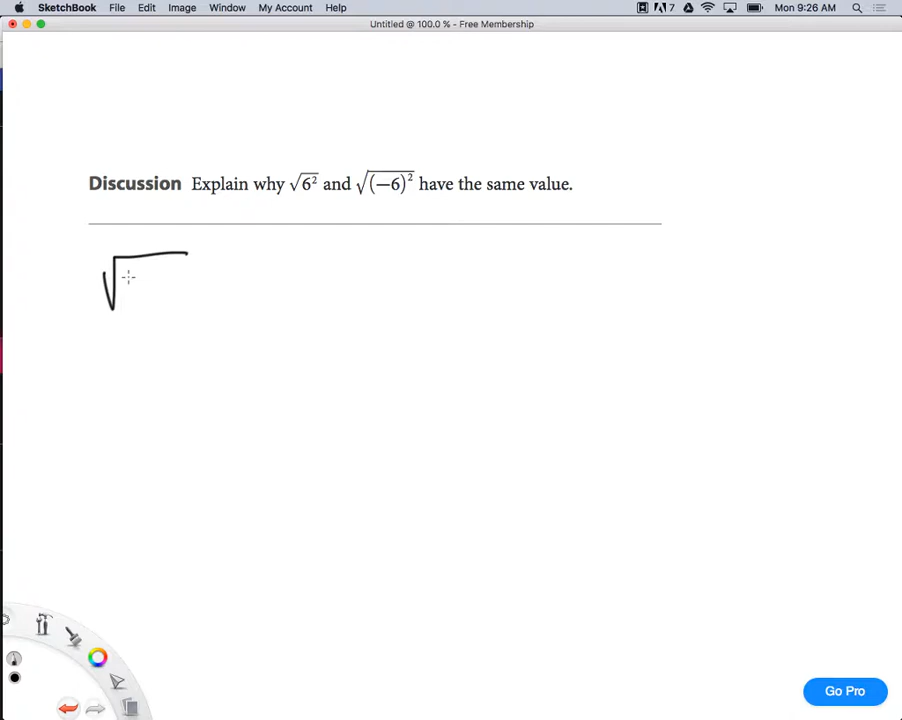 SketchBook File Edit Image Window My Account Help 7 Mon 9:26 AM
Untitled @ 100.0 % - Free Membership
Discussion Explain why √6² and √(−6)² have the same value.
√
Go Pro